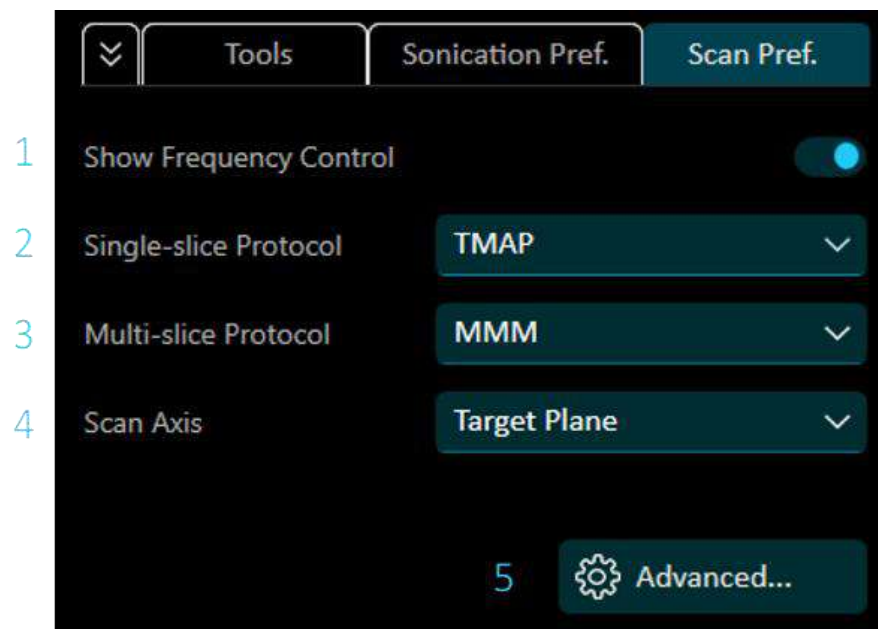 Tools Sonication Pref. Scan Pref.
1 Show Frequency Control
2 Single-slice Protocol TMAP
3 Multi-slice Protocol MMM
4 Scan Axis Target Plane
5 Advanced...